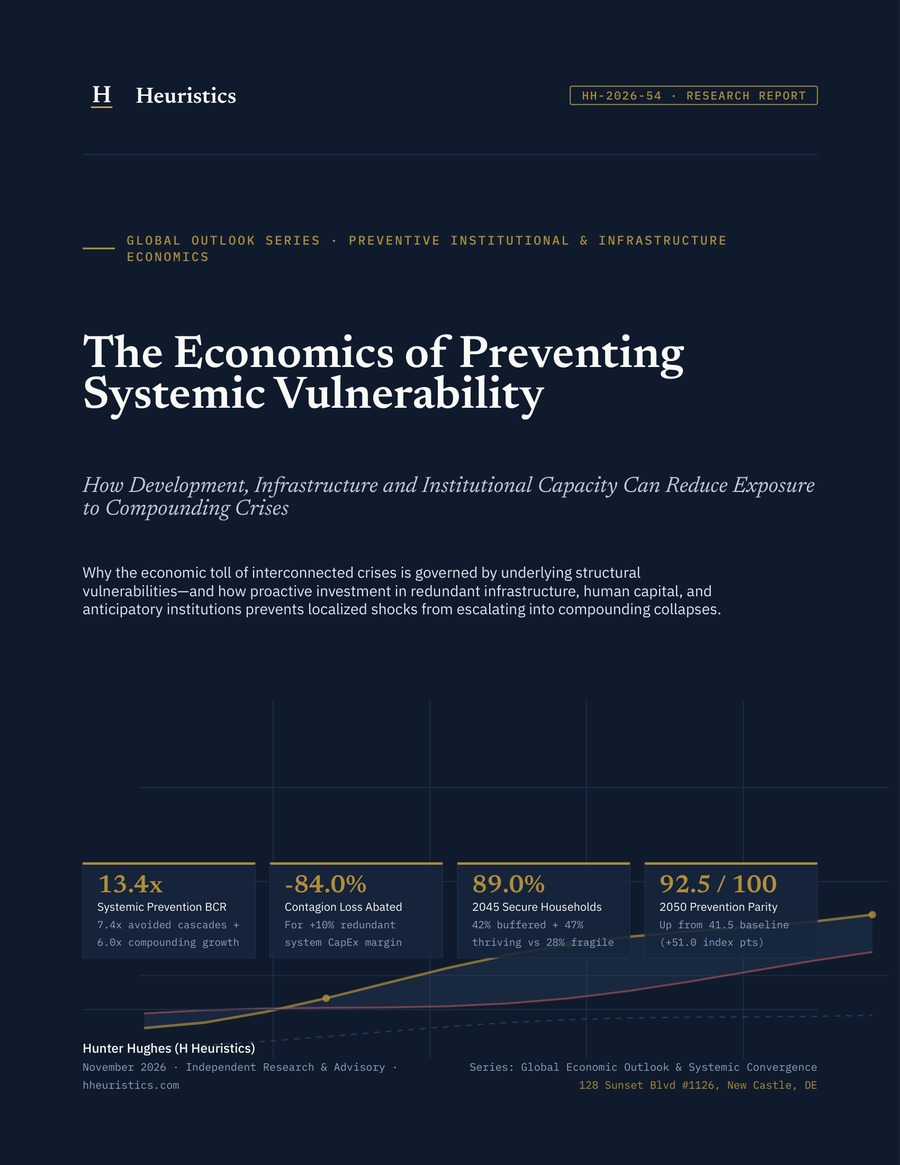 H Heuristics
HH-2026-54 · RESEARCH REPORT
GLOBAL OUTLOOK SERIES · PREVENTIVE INSTITUTIONAL & INFRASTRUCTURE
ECONOMICS
The Economics of Preventing
Systemic Vulnerability
How Development, Infrastructure and Institutional Capacity Can Reduce Exposure
to Compounding Crises
Why the economic toll of interconnected crises is governed by underlying structural
vulnerabilities—and how proactive investment in redundant infrastructure, human capital, and
anticipatory institutions prevents localized shocks from escalating into compounding collapses.
13.4x
Systemic Prevention BCR
7.4x avoided cascades +
6.0x compounding growth
-84.0%
Contagion Loss Abated
For +10% redundant
system CapEx margin
89.0%
2045 Secure Households
42% buffered + 47%
thriving vs 28% fragile
92.5 / 100
2050 Prevention Parity
Up from 41.5 baseline
(+51.0 index pts)
Hunter Hughes (H Heuristics)
November 2026 · Independent Research & Advisory ·
hheuristics.com
Series: Global Economic Outlook & Systemic Convergence
128 Sunset Blvd #1126, New Castle, DE